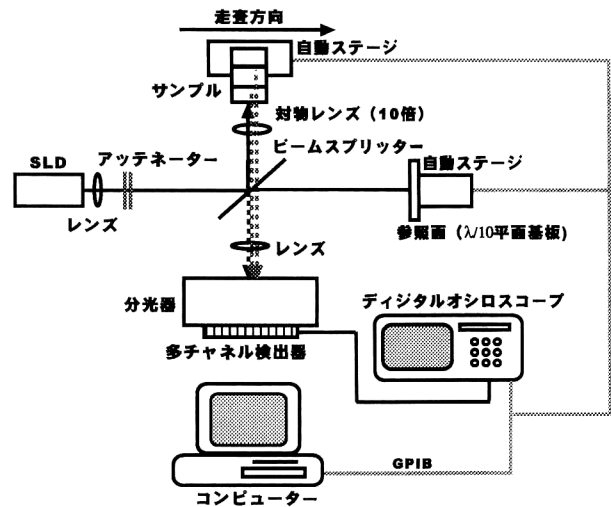 走査方向
自動ステージ
サンプル
対物レンズ（10倍）
ビームスプリッター
SLD
アッテネーター
自動ステージ
レンズ
参照面（λ/10平面基板)
レンズ
分光器
ディジタルオシロスコープ
多チャネル検出器
GPIB
コンピューター